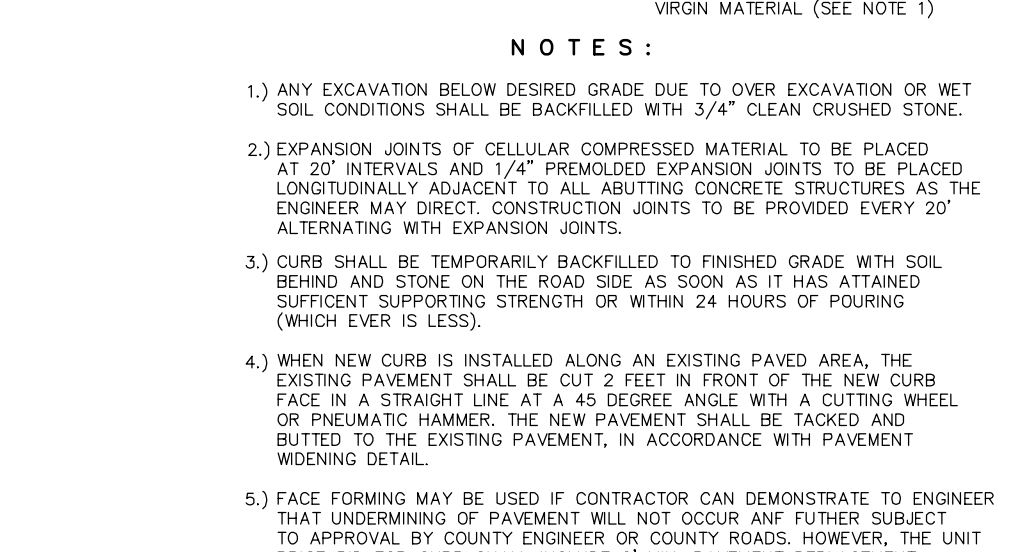 VIRGIN MATERIAL (SEE NOTE 1)
NOTES:
1.) ANY EXCAVATION BELOW DESIRED GRADE DUE TO OVER EXCAVATION OR WET
SOIL CONDITIONS SHALL BE BACKFILLED WITH 3/4" CLEAN CRUSHED STONE.
2.) EXPANSION JOINTS OF CELLULAR COMPRESSED MATERIAL TO BE PLACED
AT 20' INTERVALS AND 1/4" PREMOLDED EXPANSION JOINTS TO BE PLACED
LONGITUDINALLY ADJACENT TO ALL ABUTTING CONCRETE STRUCTURES AS THE
ENGINEER MAY DIRECT. CONSTRUCTION JOINTS TO BE PROVIDED EVERY 20'
ALTERNATING WITH EXPANSION JOINTS.
3.) CURB SHALL BE TEMPORARILY BACKFILLED TO FINISHED GRADE WITH SOIL
BEHIND AND STONE ON THE ROAD SIDE AS SOON AS IT HAS ATTAINED
SUFFICENT SUPPORTING STRENGTH OR WITHIN 24 HOURS OF POURING
(WHICH EVER IS LESS).
4.) WHEN NEW CURB IS INSTALLED ALONG AN EXISTING PAVED AREA, THE
EXISTING PAVEMENT SHALL BE CUT 2 FEET IN FRONT OF THE NEW CURB
FACE IN A STRAIGHT LINE AT A 45 DEGREE ANGLE WITH A CUTTING WHEEL
OR PNEUMATIC HAMMER. THE NEW PAVEMENT SHALL BE TACKED AND
BUTTED TO THE EXISTING PAVEMENT, IN ACCORDANCE WITH PAVEMENT
WIDENING DETAIL.
5.) FACE FORMING MAY BE USED IF CONTRACTOR CAN DEMONSTRATE TO ENGINEER
THAT UNDERMINING OF PAVEMENT WILL NOT OCCUR ANF FUTHER SUBJECT
TO APPROVAL BY COUNTY ENGINEER OR COUNTY ROADS. HOWEVER, THE UNIT